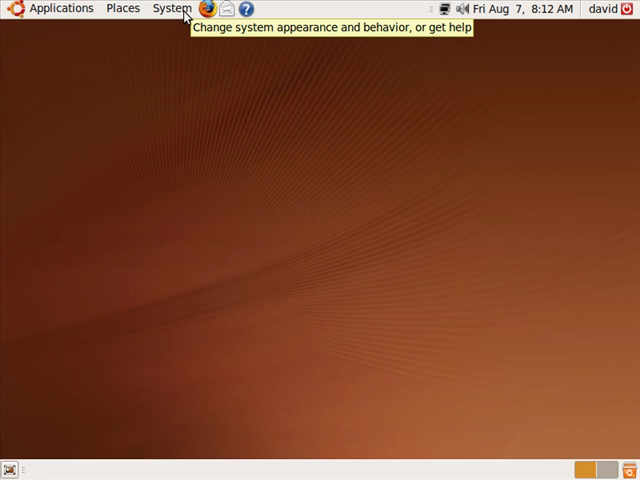 Applications Places System Fri Aug 7, 8:12 AM david
Change system appearance and behavior, or get help